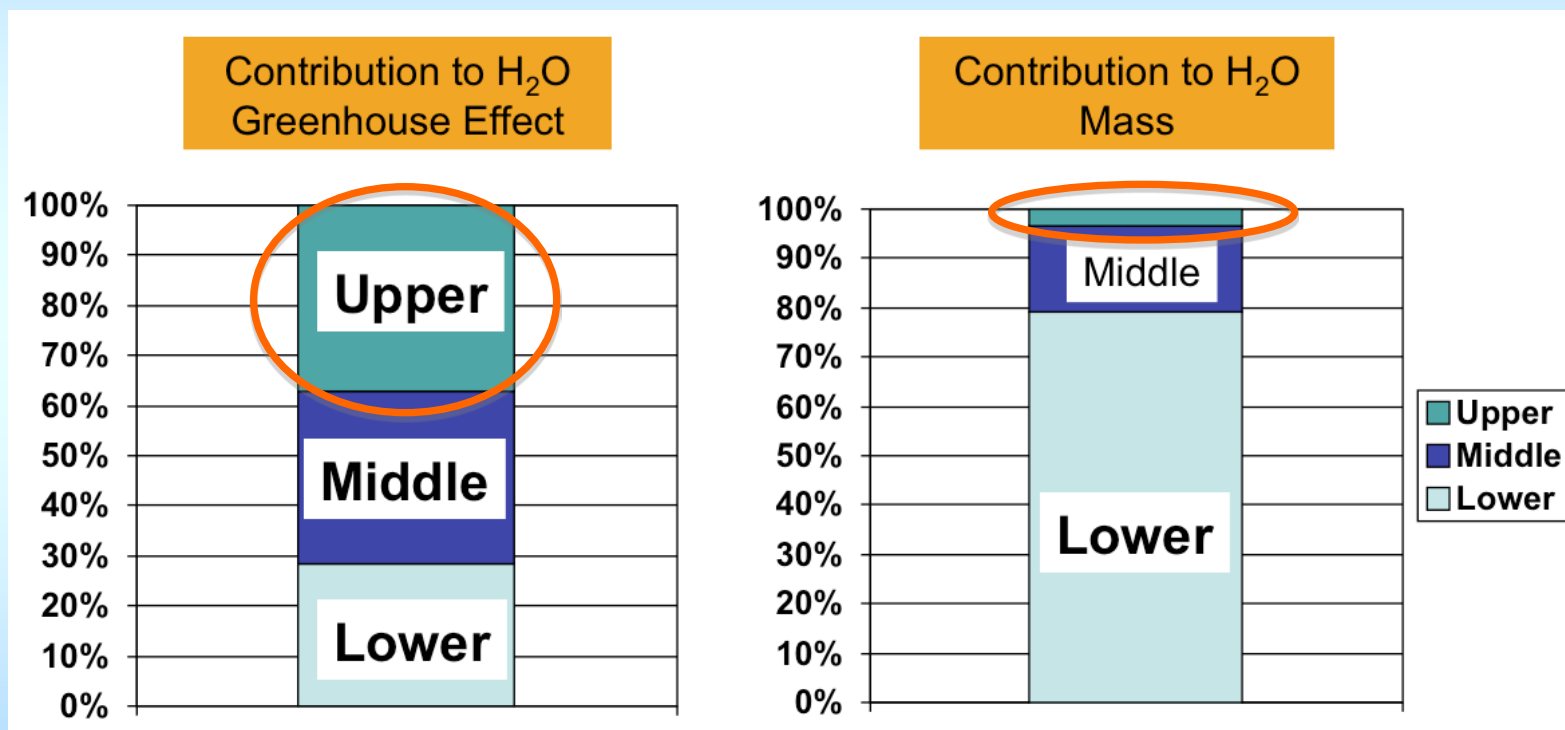 Contribution to H₂O
Greenhouse Effect
100%
90%
80%
70%
60%
50%
40%
30%
20%
10%
0%
Upper
Middle
Lower
Contribution to H₂O
Mass
100%
90%
80%
70%
60%
50%
40%
30%
20%
10%
0%
Middle
Lower
Upper
Middle
Lower